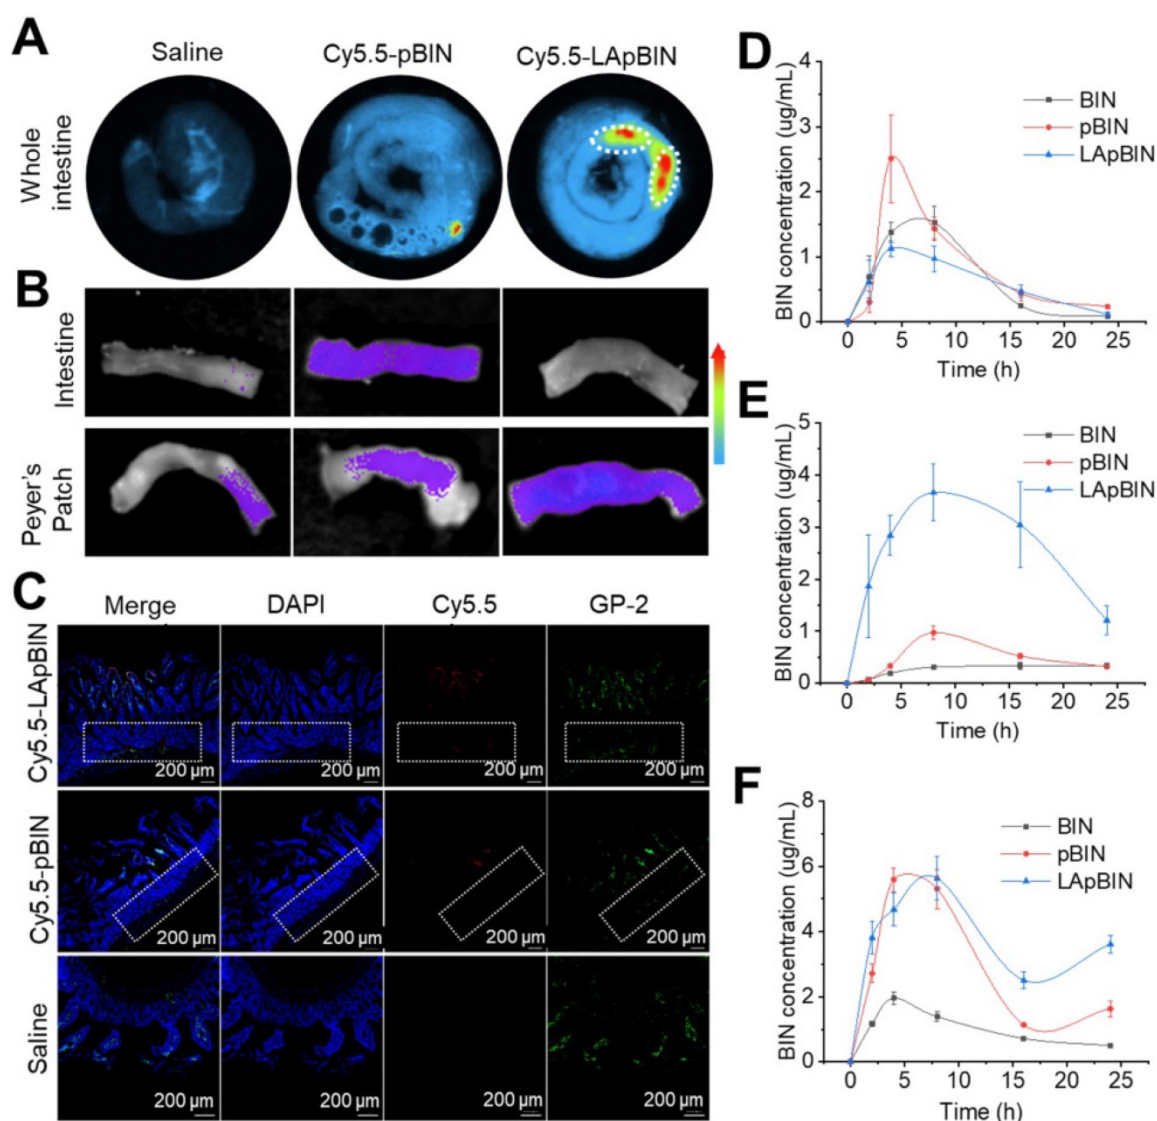 A
Saline
Cy5.5-pBIN
Cy5.5-LApBIN
Whole
intestine
B
Intestine
Peyer's
Patch
C
Merge
DAPI
Cy5.5
GP-2
Cy5.5-LApBIN
200 µm
200 µm
200 µm
200 µm
Cy5.5-pBIN
200 µm
200 µm
200 µm
200 µm
Saline
200 µm
200 µm
200 µm
200 µm
D
BIN concentration (ug/mL)
4
3
2
1
0
BIN
pBIN
LApBIN
0 5 10 15 20 25
Time (h)
E
BIN concentration (ug/mL)
5
4
3
2
1
0
BIN
pBIN
LApBIN
0 5 10 15 20 25
Time (h)
F
BIN concentration (ug/mL)
8
6
4
2
0
BIN
pBIN
LApBIN
0 5 10 15 20 25
Time (h)